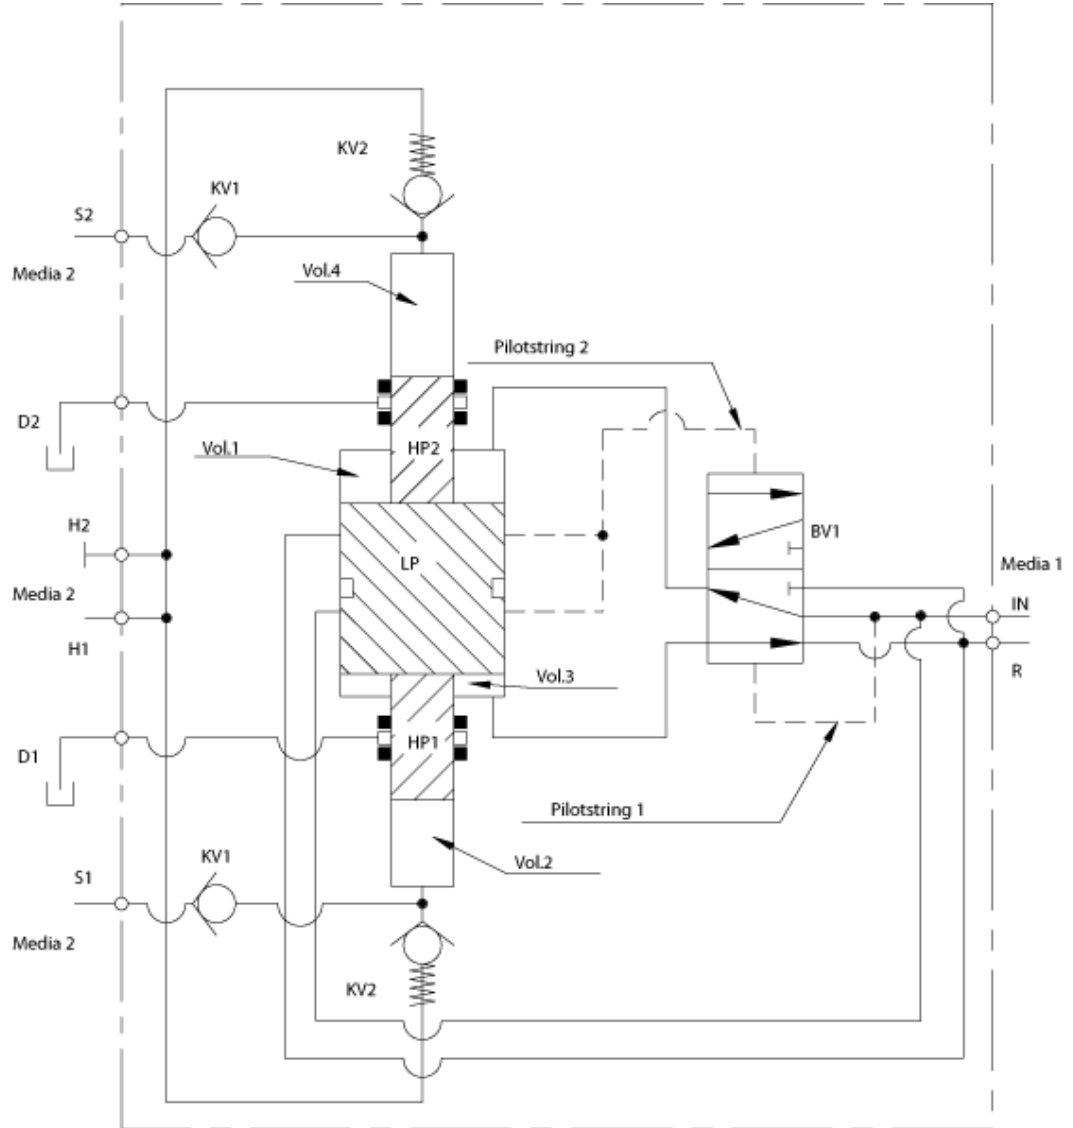 KV2
KV1
S2
Vol.4
Media 2
Pilotstring 2
D2
Vol.1
HP2
H2
BV1
LP
Media 1
Media 2
IN
H1
R
Vol.3
HP1
D1
Pilotstring 1
KV1
Vol.2
S1
Media 2
KV2